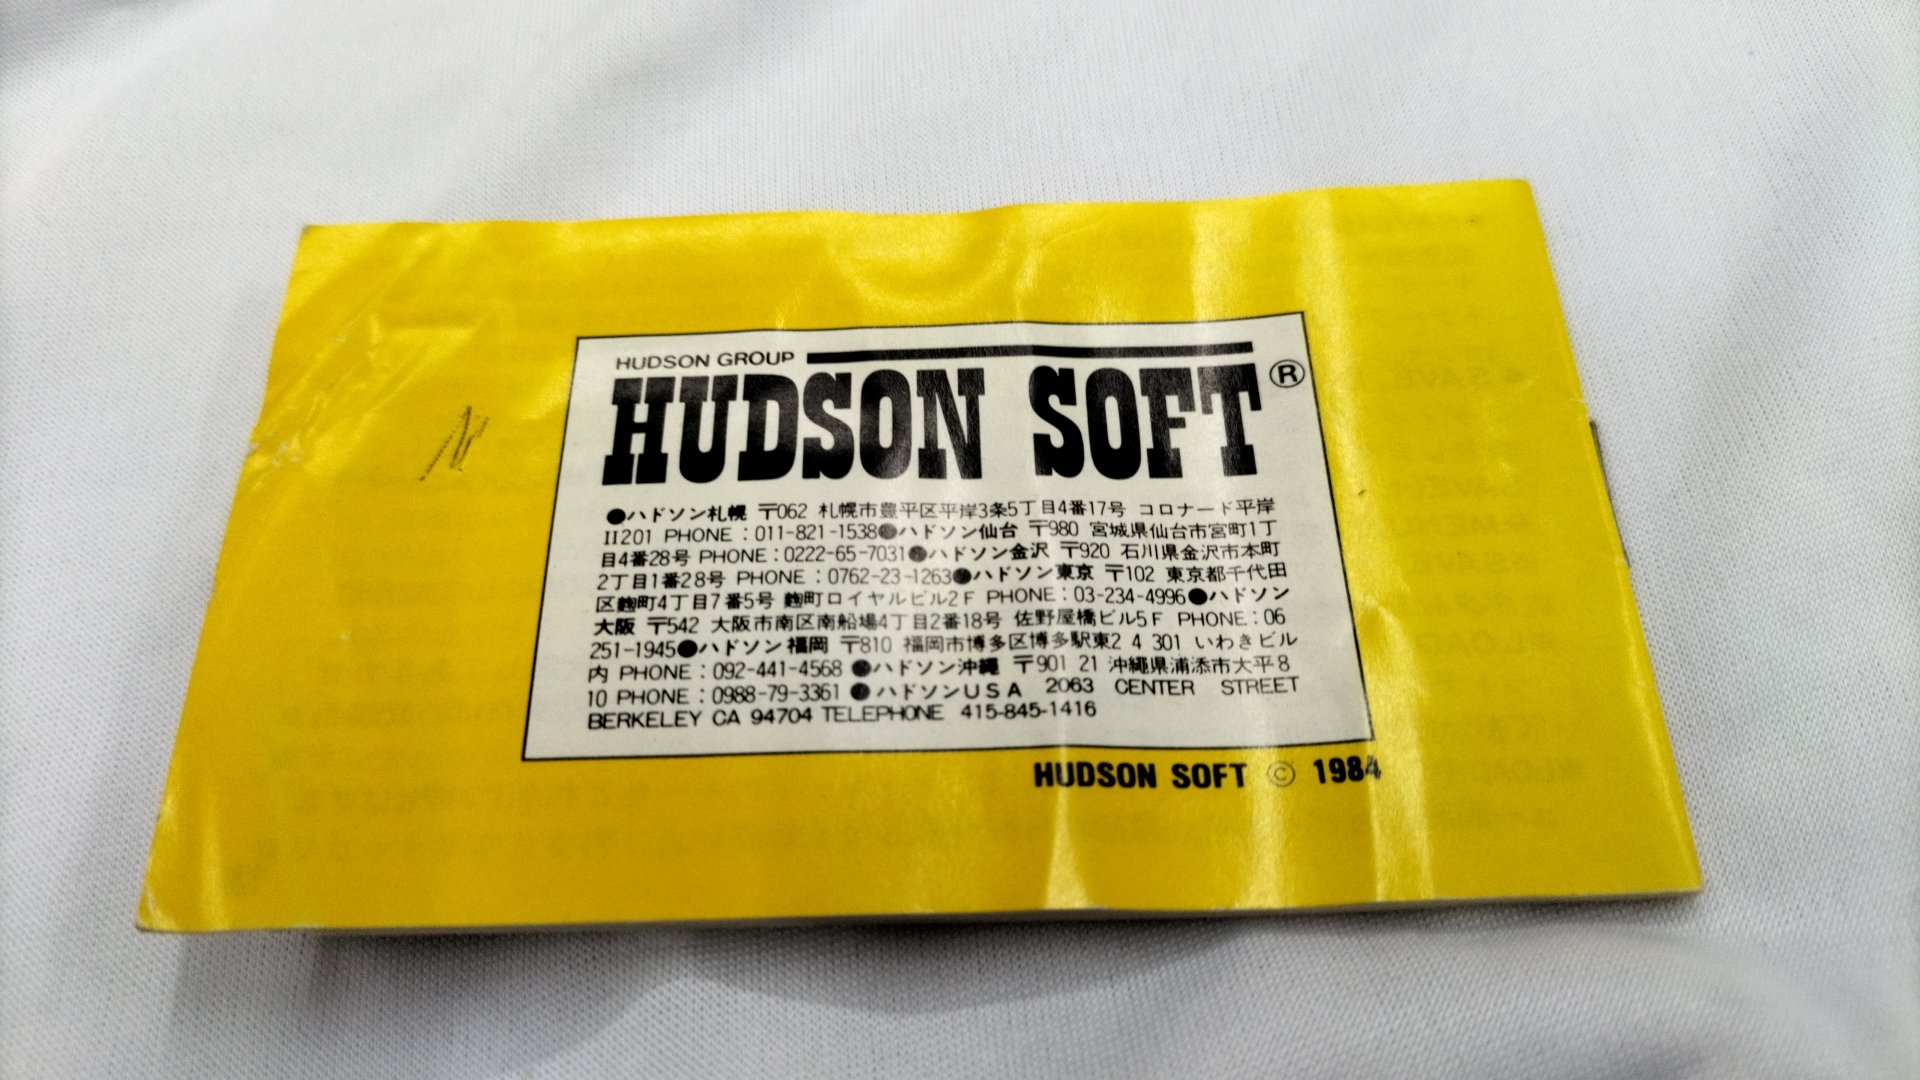 HUDSON GROUP
HUDSON SOFT®
●ハドソン札幌 〒062 札幌市豊平区平岸3条5丁目4番17号 コロナード平岸
II201 PHONE : 011-821-1538●ハドソン仙台 〒980 宮城県仙台市宮町1丁
目4番28号 PHONE : 0222-65-7031●ハドソン金沢 〒920 石川県金沢市本町
2丁目1番28号 PHONE : 0762-23-1263●ハドソン東京 〒102 東京都千代田
区麴町4丁目7番5号 麴町ロイヤルビル2F PHONE : 03-234-4996●ハドソン
大阪 〒542 大阪市南区南船場4丁目2番18号 佐野屋橋ビル5F PHONE : 06
251-1945●ハドソン福岡 〒810 福岡市博多区博多駅東2 4 301 いわきビル
内 PHONE : 092-441-4568 ●ハドソン沖縄 〒901 21 沖縄県浦添市大平8
10 PHONE : 0988-79-3361 ●ハドソンUSA 2063 CENTER STREET
BERKELEY CA 94704 TELEPHONE 415-845-1416
HUDSON SOFT © 1984